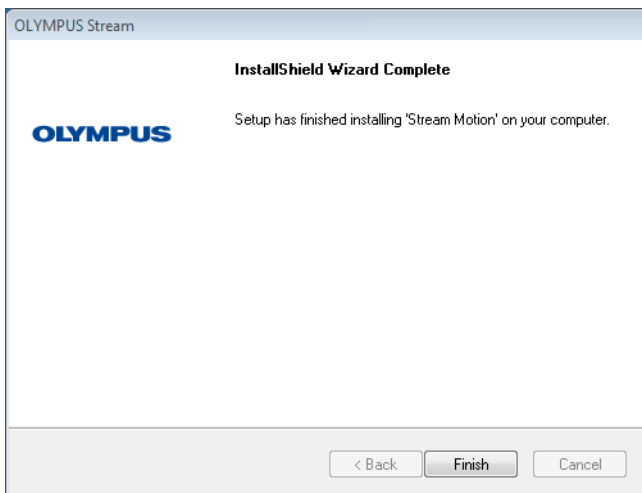 OLYMPUS Stream
InstallShield Wizard Complete
Setup has finished installing 'Stream Motion' on your computer.
OLYMPUS
< Back
Finish
Cancel